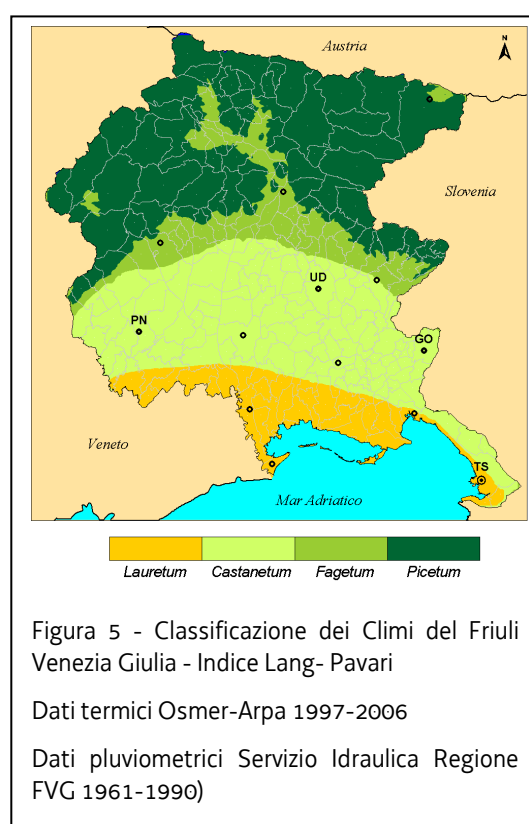 Austria
N
Slovenia
UD
PN
GO
Veneto
TS
Mar Adriatico
Lauretum Castanetum Fagetum Picetum
Figura 5 - Classificazione dei Climi del Friuli
Venezia Giulia - Indice Lang- Pavari
Dati termici Osmer-Arpa 1997-2006
Dati pluviometrici Servizio Idraulica Regione
FVG 1961-1990)